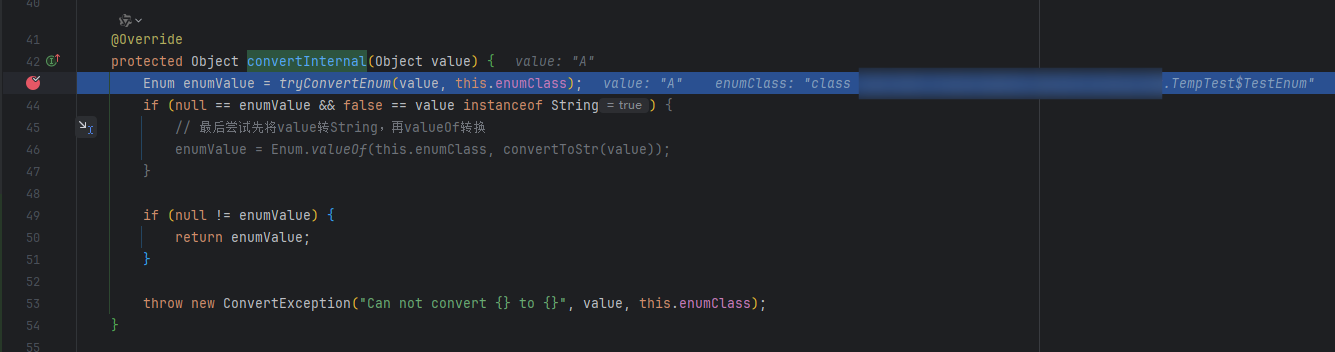 40
41 @Override
42 protected Object convertInternal(Object value) { value: "A"
Enum enumValue = tryConvertEnum(value, this.enumClass); value: "A" enumClass: "class .TempTest$TestEnum"
44 if (null == enumValue && false == value instanceof String = true ) {
45 // 最后尝试先将value转String，再valueOf转换
46 enumValue = Enum.valueOf(this.enumClass, convertToStr(value));
47 }
48
49 if (null != enumValue) {
50 return enumValue;
51 }
52
53 throw new ConvertException("Can not convert {} to {}", value, this.enumClass);
54 }
55